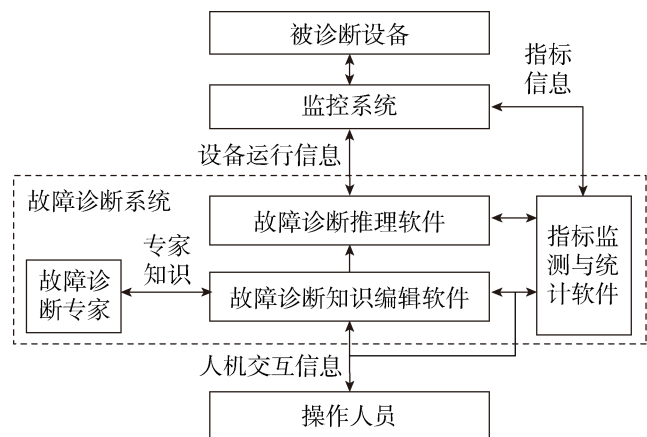 被诊断设备
指标
信息
监控系统
设备运行信息
故障诊断系统
故障诊断推理软件
指标监
测与统
计软件
专家
知识
故障诊
断专家
故障诊断知识编辑软件
人机交互信息
操作人员